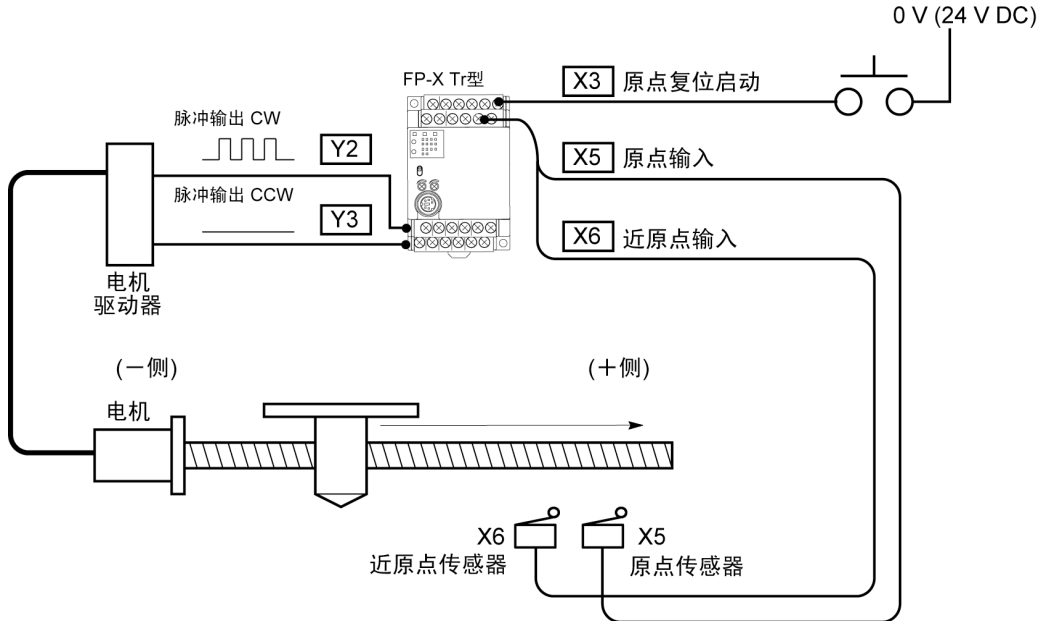 0 V (24 V DC)
FP-X Tr型
X3 原点复位启动
脉冲输出 CW
Y2
X5 原点输入
脉冲输出 CCW
Y3
X6 近原点输入
电机
驱动器
(－侧)
(＋侧)
电机
X6
近原点传感器
X5
原点传感器